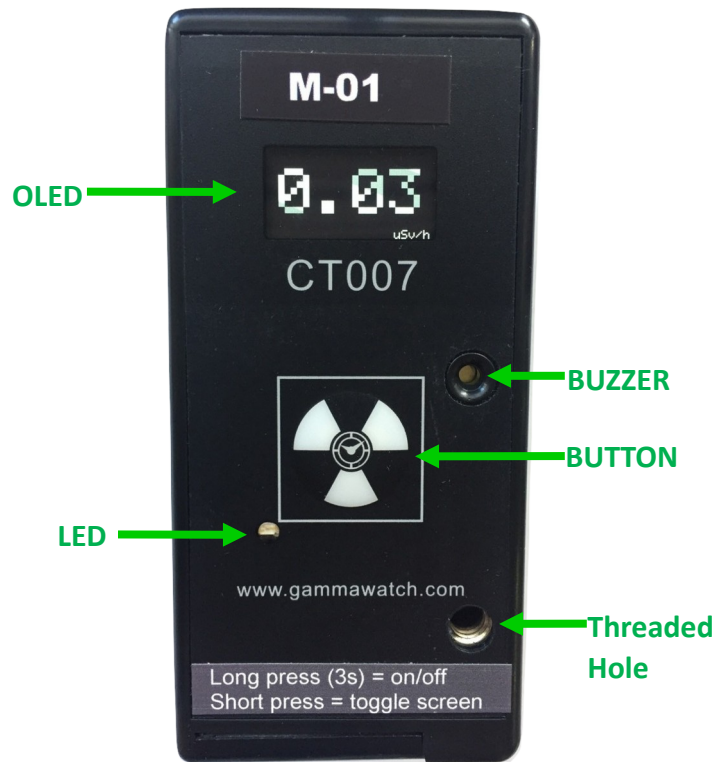 M-01
OLED
0.03
uSv/h
CT007
BUZZER
BUTTON
LED
www.gammawatch.com
Threaded
Hole
Long press (3s) = on/off
Short press = toggle screen